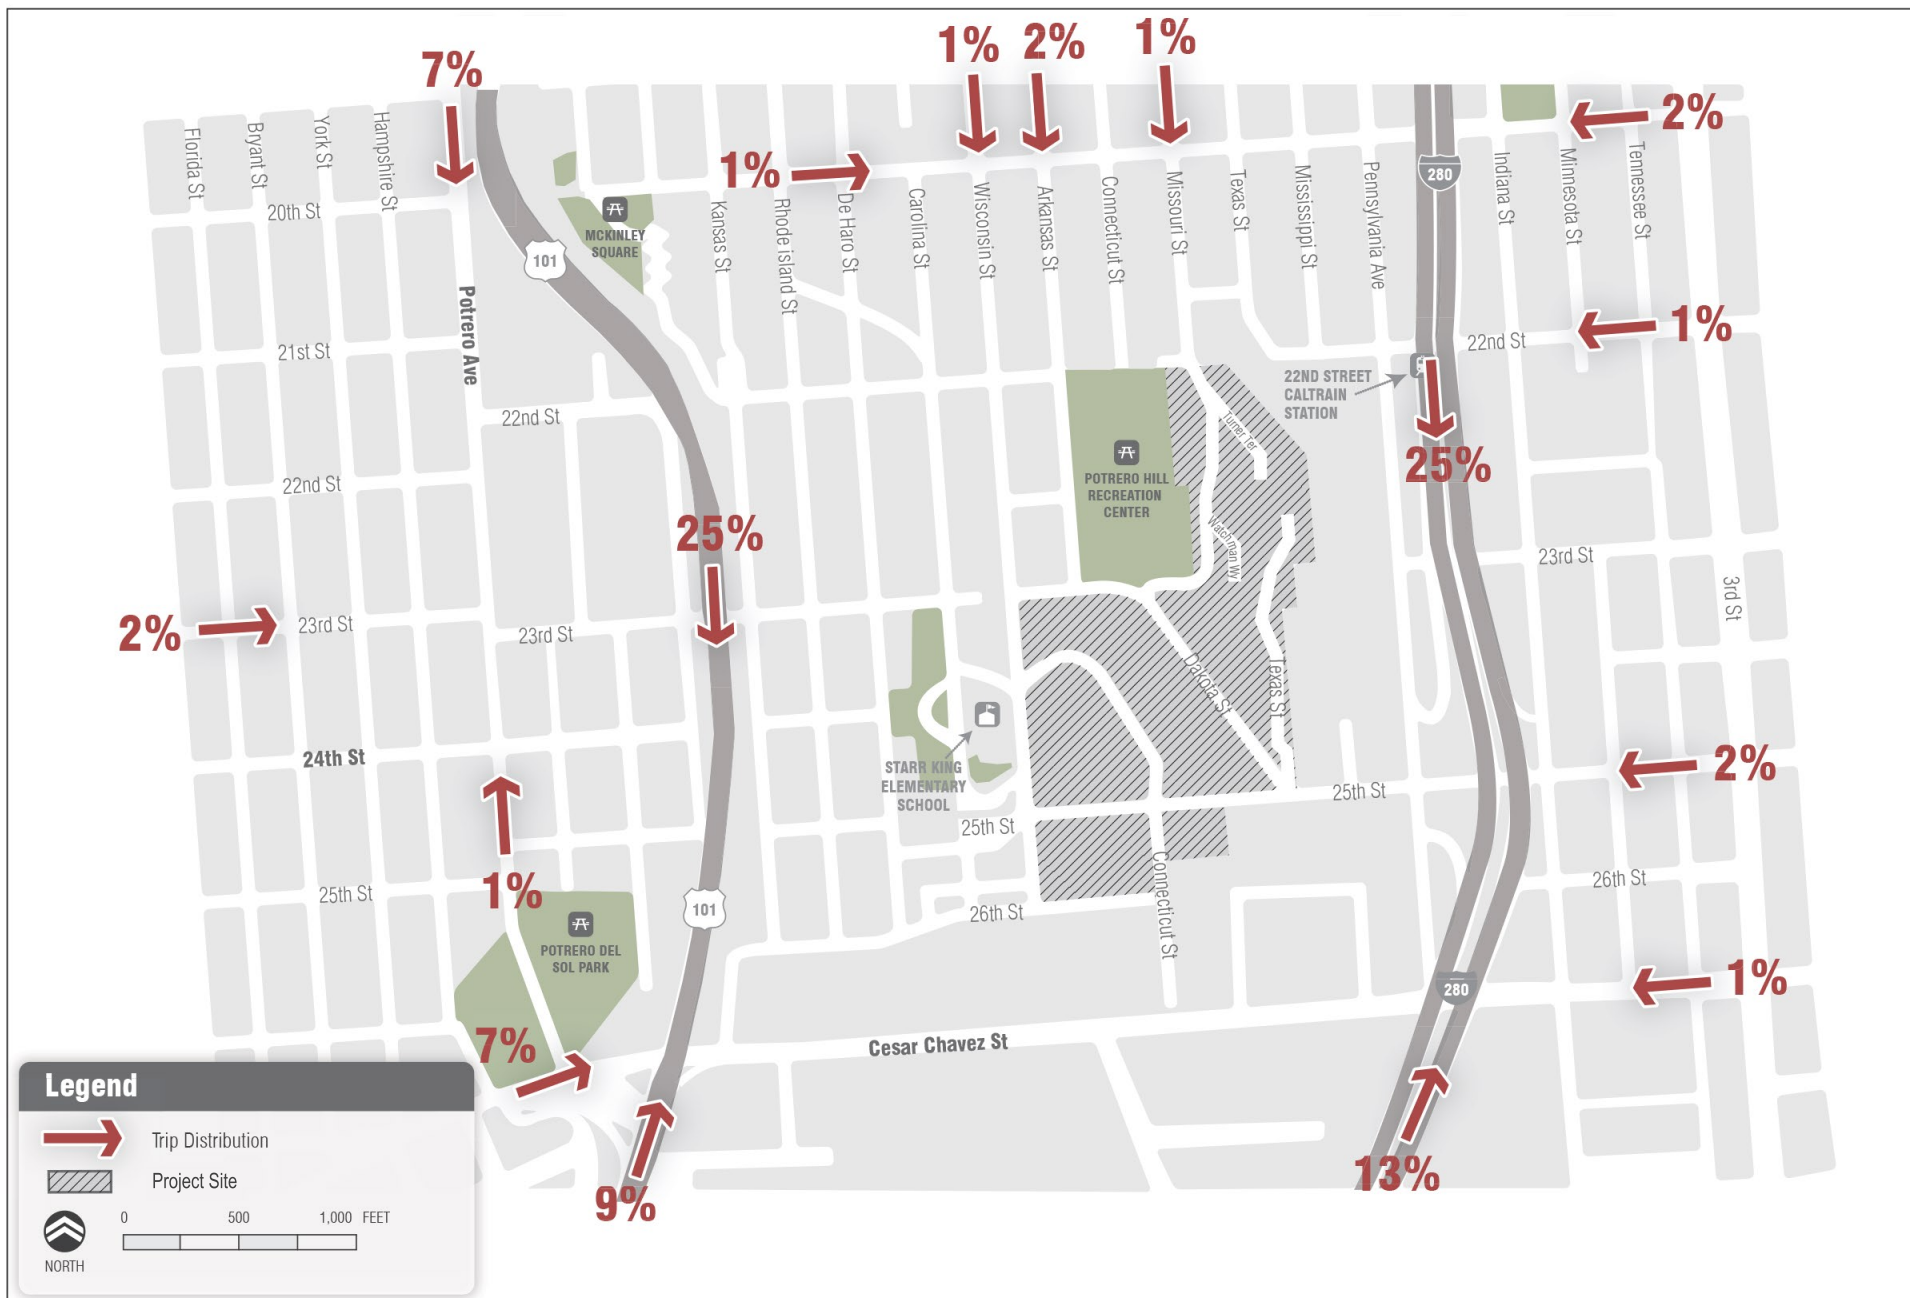 7%
1%
2%
1%
2%
1%
Florida St
Bryant St
York St
Hampshire St
20th St
Potrero Ave
101
MCKINLEY
SQUARE
Kansas St
Rhode island St
De Haro St
Carolina St
Wisconsin St
Arkansas St
Connecticut St
Missouri St
Texas St
Mississippi St
Pennsylvania Ave
280
Indiana St
Minnesota St
Tennessee St
21st St
22nd St
1%
22nd St
22ND STREET
CALTRAIN
STATION
Turner Ter
25%
22nd St
POTRERO HILL
RECREATION
CENTER
25%
Watchman Wy
23rd St
3rd St
2%
23rd St
23rd St
Dakota St
Texas St
24th St
STARR KING
ELEMENTARY
SCHOOL
2%
25th St
25th St
1%
25th St
101
Connecticut St
26th St
26th St
POTRERO DEL
SOL PARK
280
1%
7%
Cesar Chavez St
9%
13%
Legend
Trip Distribution
Project Site
0 500 1,000 FEET
NORTH